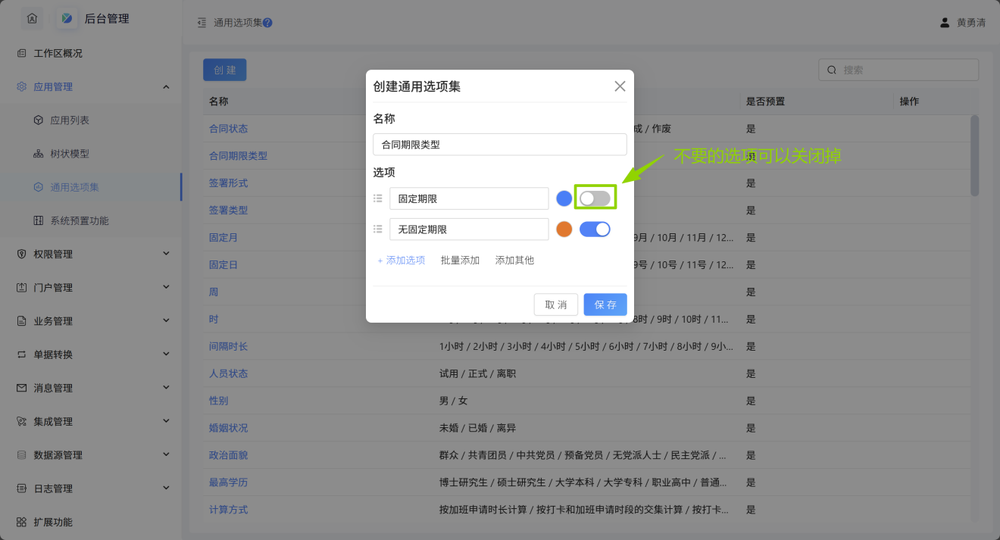 后台管理
通用选项集
黄勇清
工作区概况
应用管理
应用列表
树状模型
通用选项集
系统预置功能
权限管理
门户管理
业务管理
单据转换
消息管理
集成管理
数据源管理
日志管理
扩展功能
创 建
搜索
名称
是否预置
操作
合同状态
成 / 作废
是
合同期限类型
签署形式
是
签署类型
是
固定月
9月 / 10月 / 11月 / 12...
是
固定日
9号 / 10号 / 11号 / 12...
是
周
是
时
8时 / 9时 / 10时 / 11...
是
间隔时长
1小时 / 2小时 / 3小时 / 4小时 / 5小时 / 6小时 / 7小时 / 8小时 / 9小...
是
人员状态
试用 / 正式 / 离职
是
性别
男 / 女
是
婚姻状况
未婚 / 已婚 / 离异
是
政治面貌
群众 / 共青团员 / 中共党员 / 预备党员 / 无党派人士 / 民主党派 / ...
是
最高学历
博士研究生 / 硕士研究生 / 大学本科 / 大学专科 / 职业高中 / 普通...
是
计算方式
按加班申请时长计算 / 按打卡和加班申请时段的交集计算 / 按打卡...
是
创建通用选项集
名称
合同期限类型
选项
固定期限
无固定期限
+ 添加选项
批量添加
添加其他
取 消
保 存
不要的选项可以关闭掉